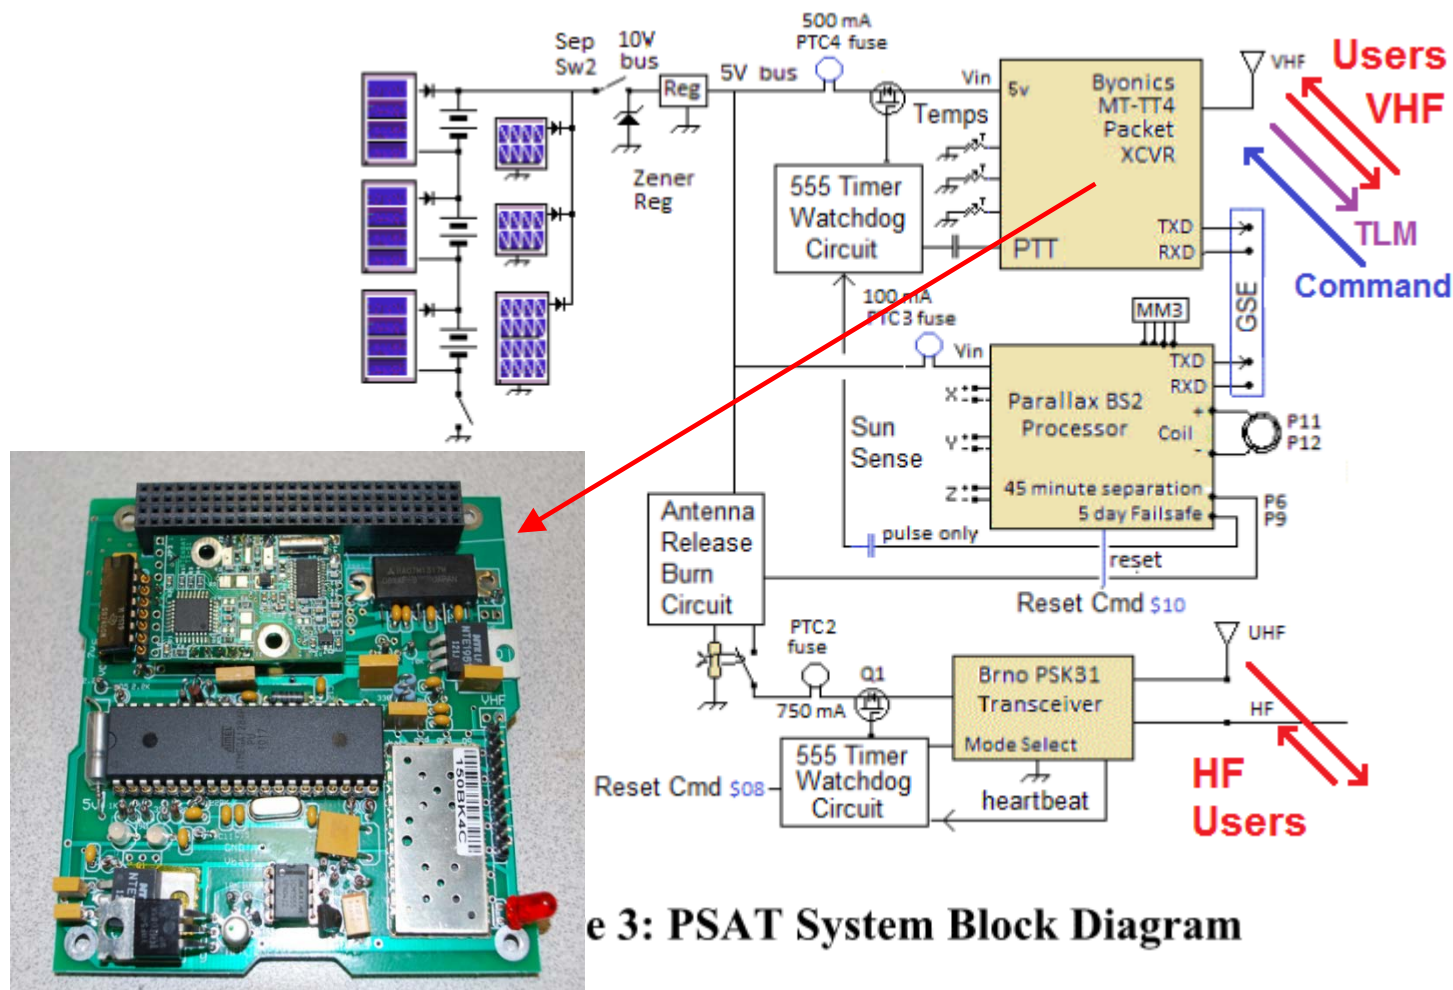 500 mA
PTC4 fuse
Sep
Sw2
10V
bus
5V bus
Reg
Zener
Reg
Vin
5v
Byonics
MT-TT4
Packet
XCVR
VHF
Users
VHF
TLM
Command
Temps
555 Timer
Watchdog
Circuit
PTT
TXD
RXD
GSE
100 mA
PTC3 fuse
Vin
MM3
TXD
RXD
Parallax BS2
Processor
+
Coil
-
P11
P12
X
Y
Z
Sun
Sense
45 minute separation
5 day Failsafe
P6
P9
pulse only
reset
Reset Cmd $10
Antenna
Release
Burn
Circuit
PTC2
fuse
750 mA
Q1
Brno PSK31
Transceiver
Mode Select
UHF
HF
HF
Users
555 Timer
Watchdog
Circuit
Reset Cmd $08
heartbeat
NTE196
VHF
150BK4C
5V
NTE
e 3: PSAT System Block Diagram